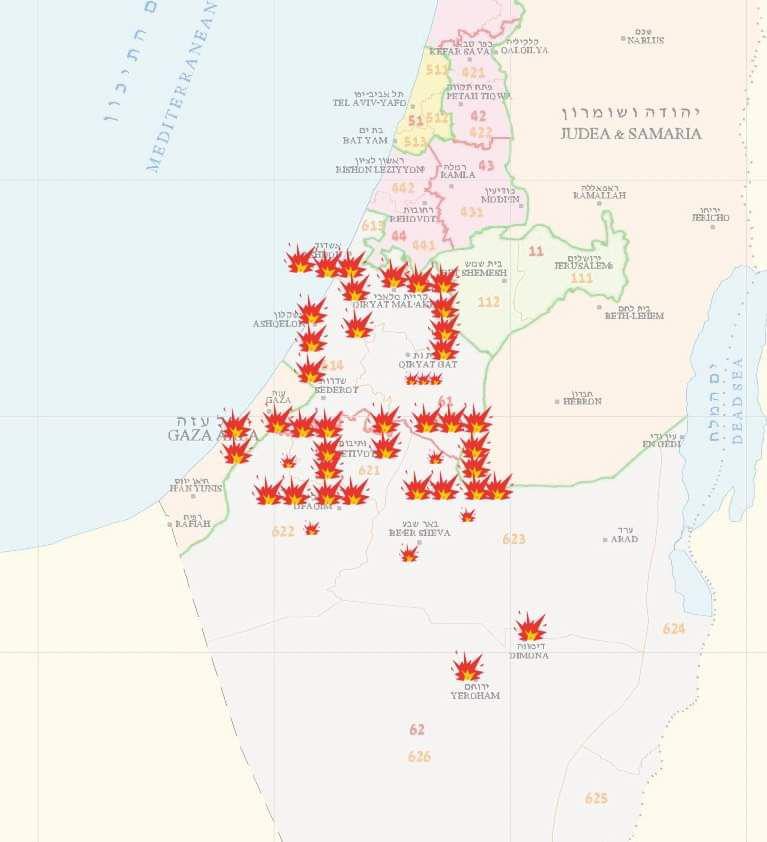 הים התיכון
MEDITERRANEAN
שכם
NABLUS
כפר סבא
KEFAR SAVA
קלקיליה
QALQILYA
511
421
פתח תקווה
PETAH TIQWA
תל אביב-יפו
TEL AVIV-YAFO
51
512
42
422
יהודה ושומרון
JUDEA & SAMARIA
בת ים
BAT YAM
513
ראשון לציון
RISHON LEZIYYON
רמלה
RAMLA
43
442
מודיעין
MODI'IN
ראמאללה
RAMALLAH
רחובות
REHOVOT
431
יריחו
JERICHO
613
44
441
11
אשדוד
בית שמש
BET SHEMESH
ירושלים
JERUSALEM
111
קריית מלאכי
QIRYAT MAL'AKHI
112
בית לחם
BETH-LEHEM
אשקלון
ASHQELON
614
QIRYAT GAT
שדרות
SEDEROT
עזה
GAZA
61
חברון
HEBRON
ים המלח
DEAD SEA
GAZA AREA
עין גדי
EN GEDI
נתיבות
NETIVOT
621
חאן יונס
HAN YUNIS
OFAQIM
רפיח
RAFIAH
622
באר שבע
BE'ER SHEVA
623
ערד
ARAD
624
דימונה
DIMONA
ירוחם
YEROHAM
62
626
625